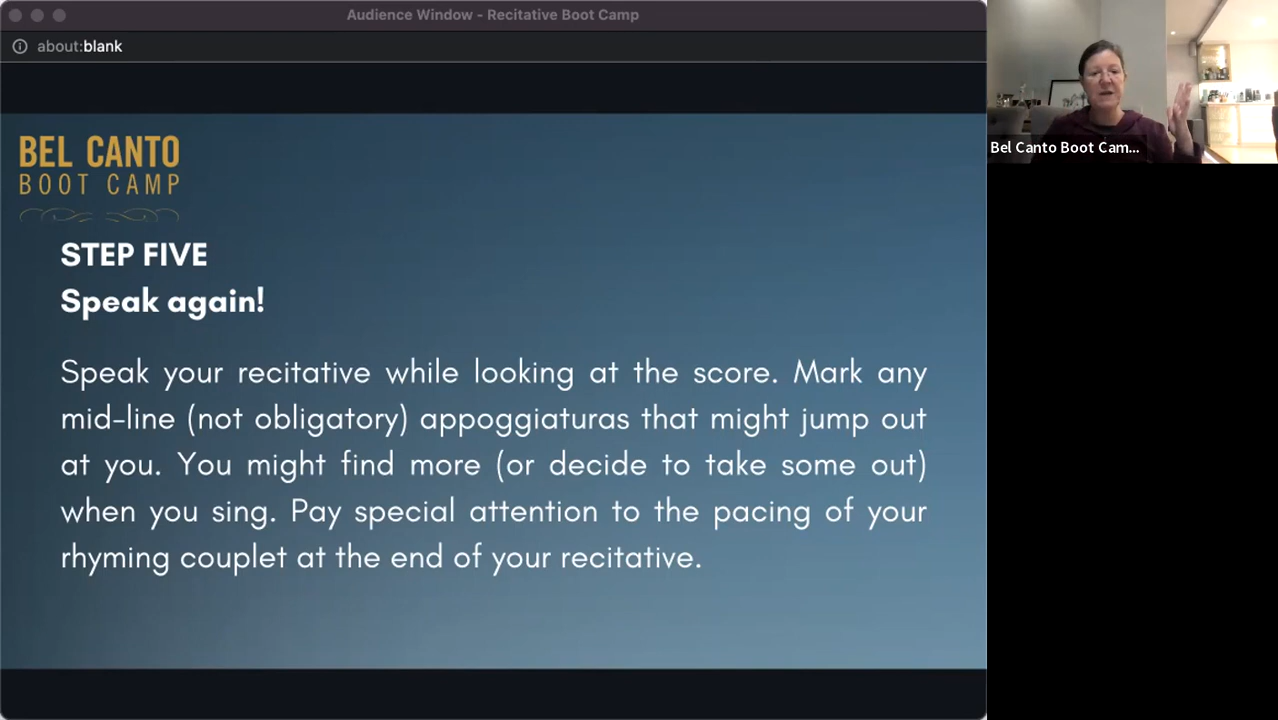 Audience Window - Recitative Boot Camp
about:blank
BEL CANTO
BOOT CAMP
STEP FIVE
Speak again!
Speak your recitative while looking at the score. Mark any
mid-line (not obligatory) appoggiaturas that might jump out
at you. You might find more (or decide to take some out)
when you sing. Pay special attention to the pacing of your
rhyming couplet at the end of your recitative.
Bel Canto Boot Cam...